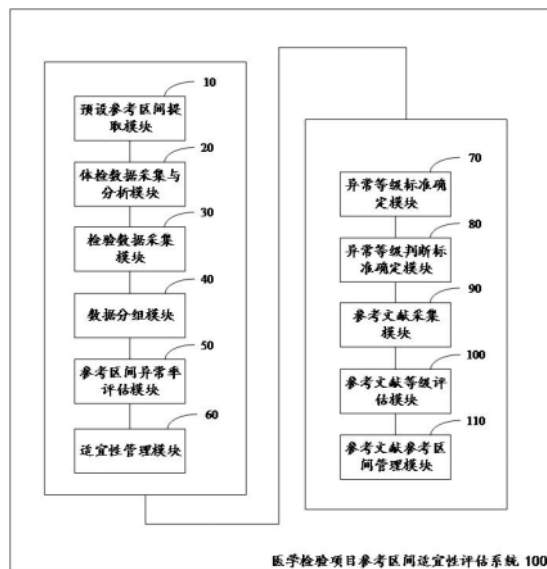 10
预设参考区间提
取模块
20
体检数据采集与
分析模块
30
检验数据采集
模块
40
数据分组模块
50
参考区间异常率
评估模块
60
适宜性管理模块
70
异常等级标准确
定模块
80
异常等级判断标
准确定模块
90
参考文献采集
模块
100
参考文献等级评
估模块
110
参考文献参考区
间管理模块
医学检验项目参考区间适宜性评估系统 100